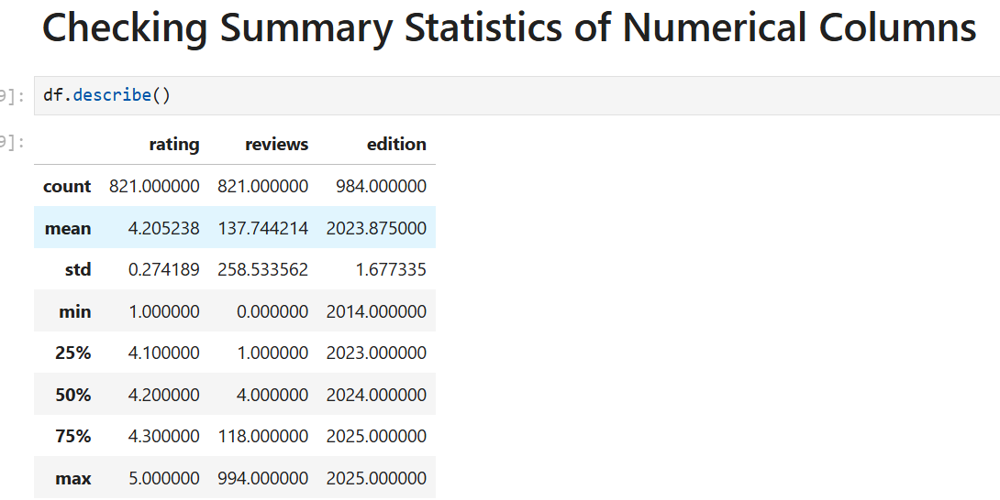 Checking Summary Statistics of Numerical Columns
9]: df.describe()
9]:
rating reviews edition
count 821.000000 821.000000 984.000000
mean 4.205238 137.744214 2023.875000
std 0.274189 258.533562 1.677335
min 1.000000 0.000000 2014.000000
25% 4.100000 1.000000 2023.000000
50% 4.200000 4.000000 2024.000000
75% 4.300000 118.000000 2025.000000
max 5.000000 994.000000 2025.000000